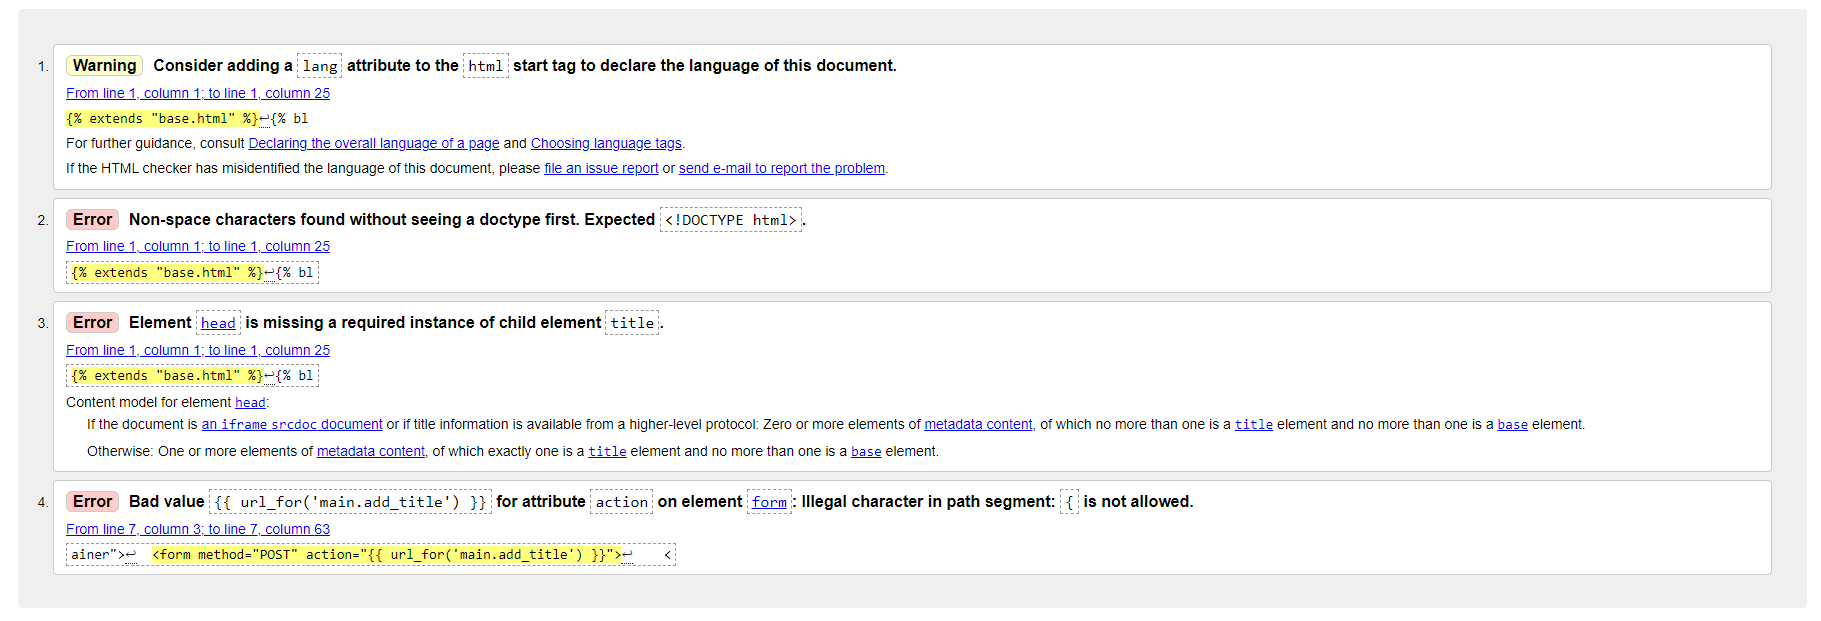 1. Warning Consider adding a lang attribute to the html start tag to declare the language of this document.
From line 1, column 1; to line 1, column 25
{% extends "base.html" %}↩{% bl
For further guidance, consult Declaring the overall language of a page and Choosing language tags.
If the HTML checker has misidentified the language of this document, please file an issue report or send e-mail to report the problem.
2. Error Non-space characters found without seeing a doctype first. Expected <!DOCTYPE html>.
From line 1, column 1; to line 1, column 25
{% extends "base.html" %}↩{% bl
3. Error Element head is missing a required instance of child element title.
From line 1, column 1; to line 1, column 25
{% extends "base.html" %}↩{% bl
Content model for element head:
If the document is an iframe srcdoc document or if title information is available from a higher-level protocol: Zero or more elements of metadata content, of which no more than one is a title element and no more than one is a base element.
Otherwise: One or more elements of metadata content, of which exactly one is a title element and no more than one is a base element.
4. Error Bad value {{ url_for('main.add_title') }} for attribute action on element form: Illegal character in path segment: { is not allowed.
From line 7, column 3; to line 7, column 63
ainer">↩  <form method="POST" action="{{ url_for('main.add_title') }}">↩    <